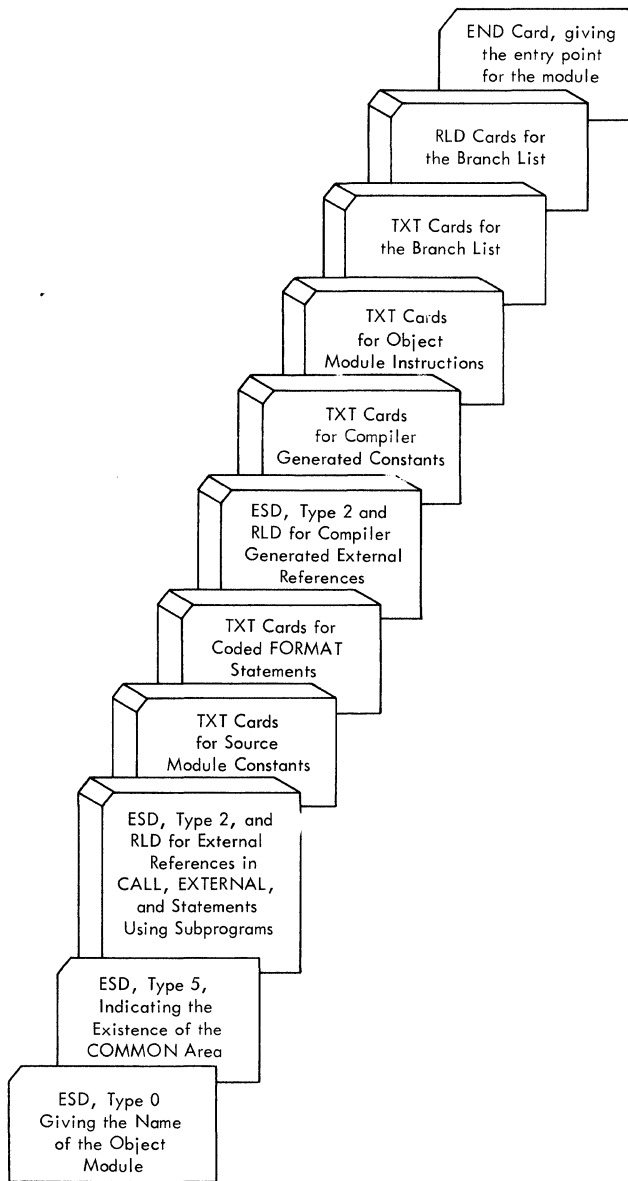 END Card, giving
the entry point
for the module
RLD Cards for
the Branch List
TXT Cards for
the Branch List
TXT Cards
for Object
Module Instructions
TXT Cards
for Compiler
Generated Constants
ESD, Type 2 and
RLD for Compiler
Generated External
References
TXT Cards for
Coded FORMAT
Statements
TXT Cards
for Source
Module Constants
ESD, Type 2, and
RLD for External
References in
CALL, EXTERNAL,
and Statements
Using Subprograms
ESD, Type 5,
Indicating the
Existence of the
COMMON Area
ESD, Type 0
Giving the Name
of the Object
Module